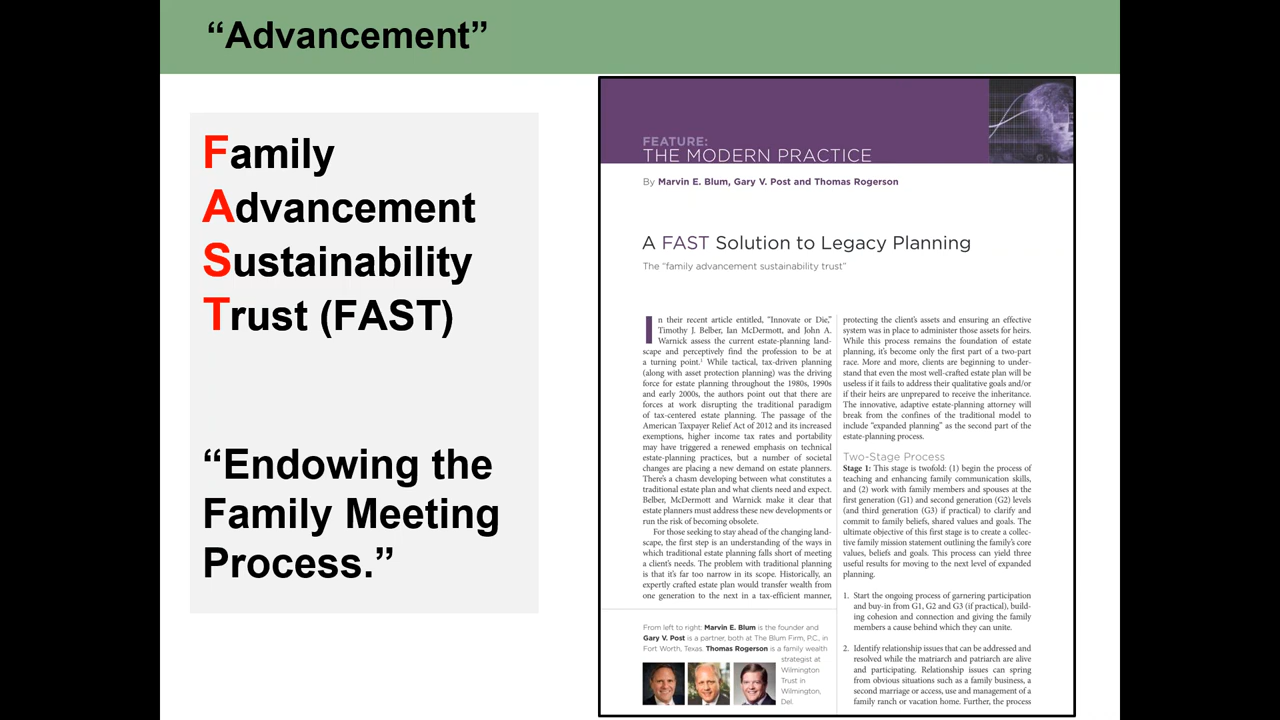 “Advancement”
Family
Advancement
Sustainability
Trust (FAST)
“Endowing the
Family Meeting
Process.”
FEATURE:
THE MODERN PRACTICE
By Marvin E. Blum, Gary V. Post and Thomas Rogerson
A FAST Solution to Legacy Planning
The “family advancement sustainability trust”
In their recent article entitled, “Innovate or Die,”
Timothy J. Belber, Ian McDermott, and John A.
Warnick assess the current estate-planning land-
scape and perceptively find the profession to be at
a turning point.¹ While tactical, tax-driven planning
(along with asset protection planning) was the driving
force for estate planning throughout the 1980s, 1990s
and early 2000s, the authors point out that there are
forces at work disrupting the traditional paradigm
of tax-centered estate planning. The passage of the
American Taxpayer Relief Act of 2012 and its increased
exemptions, higher income tax rates and portability
may have triggered a renewed emphasis on technical
estate-planning practices, but a number of societal
changes are placing a new demand on estate planners.
There’s a chasm developing between what constitutes a
traditional estate plan and what clients need and expect.
Belber, McDermott and Warnick make it clear that
estate planners must address these new developments or
run the risk of becoming obsolete.
For those seeking to stay ahead of the changing land-
scape, the first step is an understanding of the ways in
which traditional estate planning falls short of meeting
a client’s needs. The problem with traditional planning
is that it’s far too narrow in its scope. Historically, an
expertly crafted estate plan would transfer wealth from
one generation to the next in a tax-efficient manner,
protecting the client’s assets and ensuring an effective
system was in place to administer those assets for heirs.
While this process remains the foundation of estate
planning, it’s become only the first part of a two-part
race. More and more, clients are beginning to under-
stand that even the most well-crafted estate plan will be
useless if it fails to address their qualitative goals and/or
if their heirs are unprepared to receive the inheritance.
The innovative, adaptive estate-planning attorney will
break from the confines of the traditional model to
include “expanded planning” as the second part of the
estate-planning process.
Two-Stage Process
Stage 1: This stage is twofold: (1) begin the process of
teaching and enhancing family communication skills,
and (2) work with family members and spouses at the
first generation (G1) and second generation (G2) levels
(and third generation (G3) if practical) to clarify and
commit to family beliefs, shared values and goals. The
ultimate objective of this first stage is to create a collec-
tive family mission statement outlining the family’s core
values, beliefs and goals. This process can yield three
useful results for moving to the next level of expanded
planning.
1. Start the ongoing process of garnering participation
and buy-in from G1, G2 and G3 (if practical), build-
ing cohesion and connection and giving the family
members a cause behind which they can unite.
2. Identify relationship issues that can be addressed and
resolved while the matriarch and patriarch are alive
and participating. Relationship issues can spring
from obvious situations such as a family business, a
second marriage or access, use and management of a
family ranch or vacation home. Further, the process
From left to right: Marvin E. Blum is the founder and
Gary V. Post is a partner, both at The Blum Firm, P.C., in
Fort Worth, Texas. Thomas Rogerson is a family wealth
strategist at
Wilmington
Trust in
Wilmington,
Del.